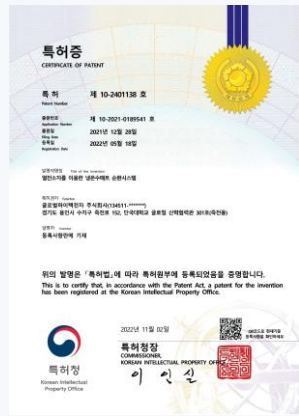 특허증
CERTIFICATE OF PATENT
특 허 제 10-2401138 호
Patent Number
출원번호 제 10-2021-0189541 호
Application Number
출원일 2021년 12월 28일
Filing Date
등록일 2022년 05월 18일
Registration Date
발명의명칭 Title of the Invention
열전소자를 이용한 냉온수매트 순환시스템
특허권자 Patentee
글로벌하이텍전자 주식회사(134511-*******)
경기도 용인시 수지구 죽전로 152, 단국대학교 글로컬 산학협력관 301호(죽전동)
발명자 Inventor
등록사항란에 기재
위의 발명은 「특허법」에 따라 특허원부에 등록되었음을 증명합니다.
This is to certify that, in accordance with the Patent Act, a patent for the invention
has been registered at the Korean Intellectual Property Office.
2022년 11월 02일
특허청장
COMMISSIONER,
KOREAN INTELLECTUAL PROPERTY OFFICE
이 인 실
특허청
Korean Intellectual
Property Office